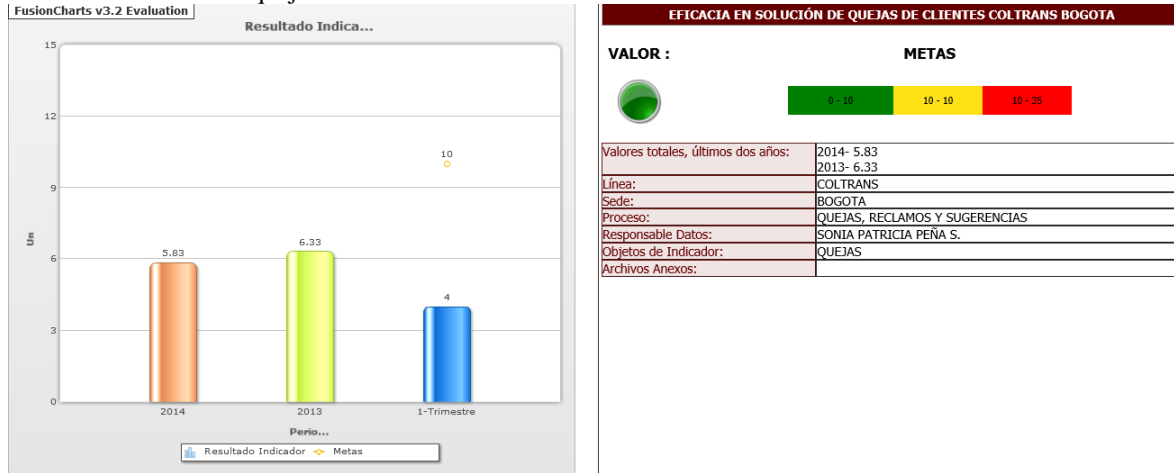 FusionCharts v3.2 Evaluation
Resultado Indica...
15
12
9
6
3
0
Un
5.83
6.33
4
10
2014
2013
1-Trimestre
Perio...
Resultado Indicador
Metas
EFICACIA EN SOLUCIÓN DE QUEJAS DE CLIENTES COLTRANS BOGOTA
VALOR :
METAS
0 - 10
10 - 10
10 - 35
Valores totales, últimos dos años:
2014- 5.83
2013- 6.33
Línea:
COLTRANS
Sede:
BOGOTA
Proceso:
QUEJAS, RECLAMOS Y SUGERENCIAS
Responsable Datos:
SONIA PATRICIA PEÑA S.
Objetos de Indicador:
QUEJAS
Archivos Anexos: